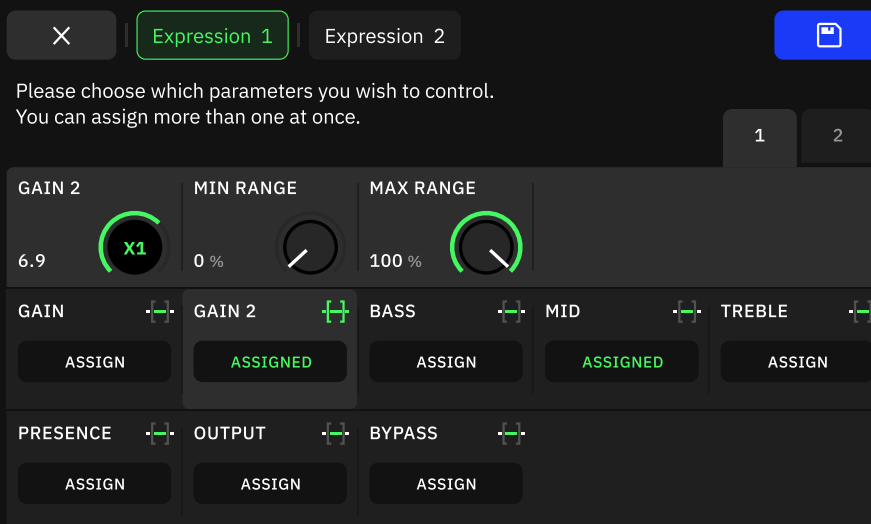 Expression 1
Expression 2
Please choose which parameters you wish to control.
You can assign more than one at once.
1
2
GAIN 2
MIN RANGE
MAX RANGE
6.9
X1
0 %
100 %
GAIN
GAIN 2
BASS
MID
TREBLE
ASSIGN
ASSIGNED
ASSIGN
ASSIGNED
ASSIGN
PRESENCE
OUTPUT
BYPASS
ASSIGN
ASSIGN
ASSIGN